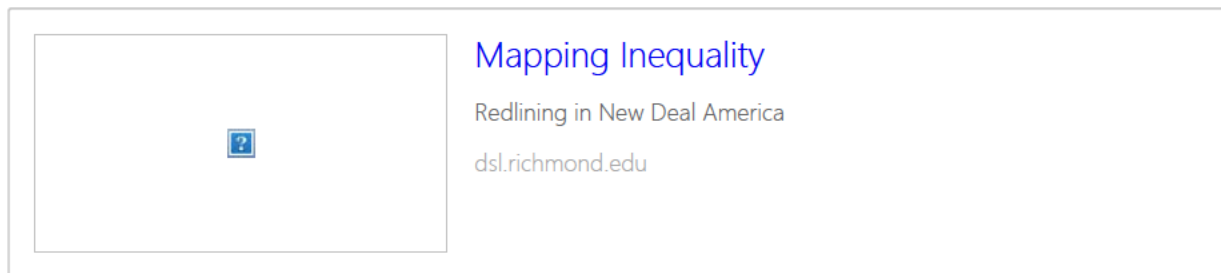 Mapping Inequality
Redlining in New Deal America
dsl.richmond.edu